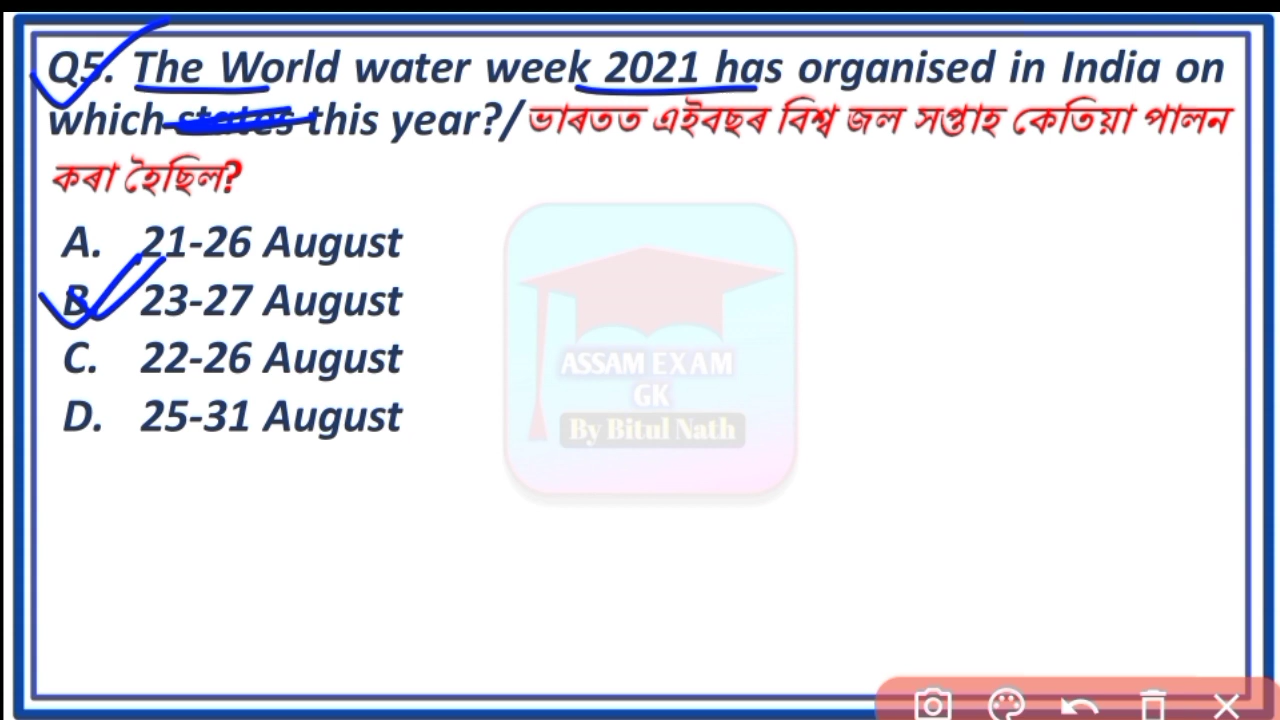 Q5. The World water week 2021 has organised in India on
which states this year?/ ভাৰতত এইবছৰ বিশ্ব জল সপ্তাহ কেতিয়া পালন
কৰা হৈছিল?
A. 21-26 August
B. 23-27 August
C. 22-26 August
D. 25-31 August
ASSAM EXAM
GK
By Bitul Nath